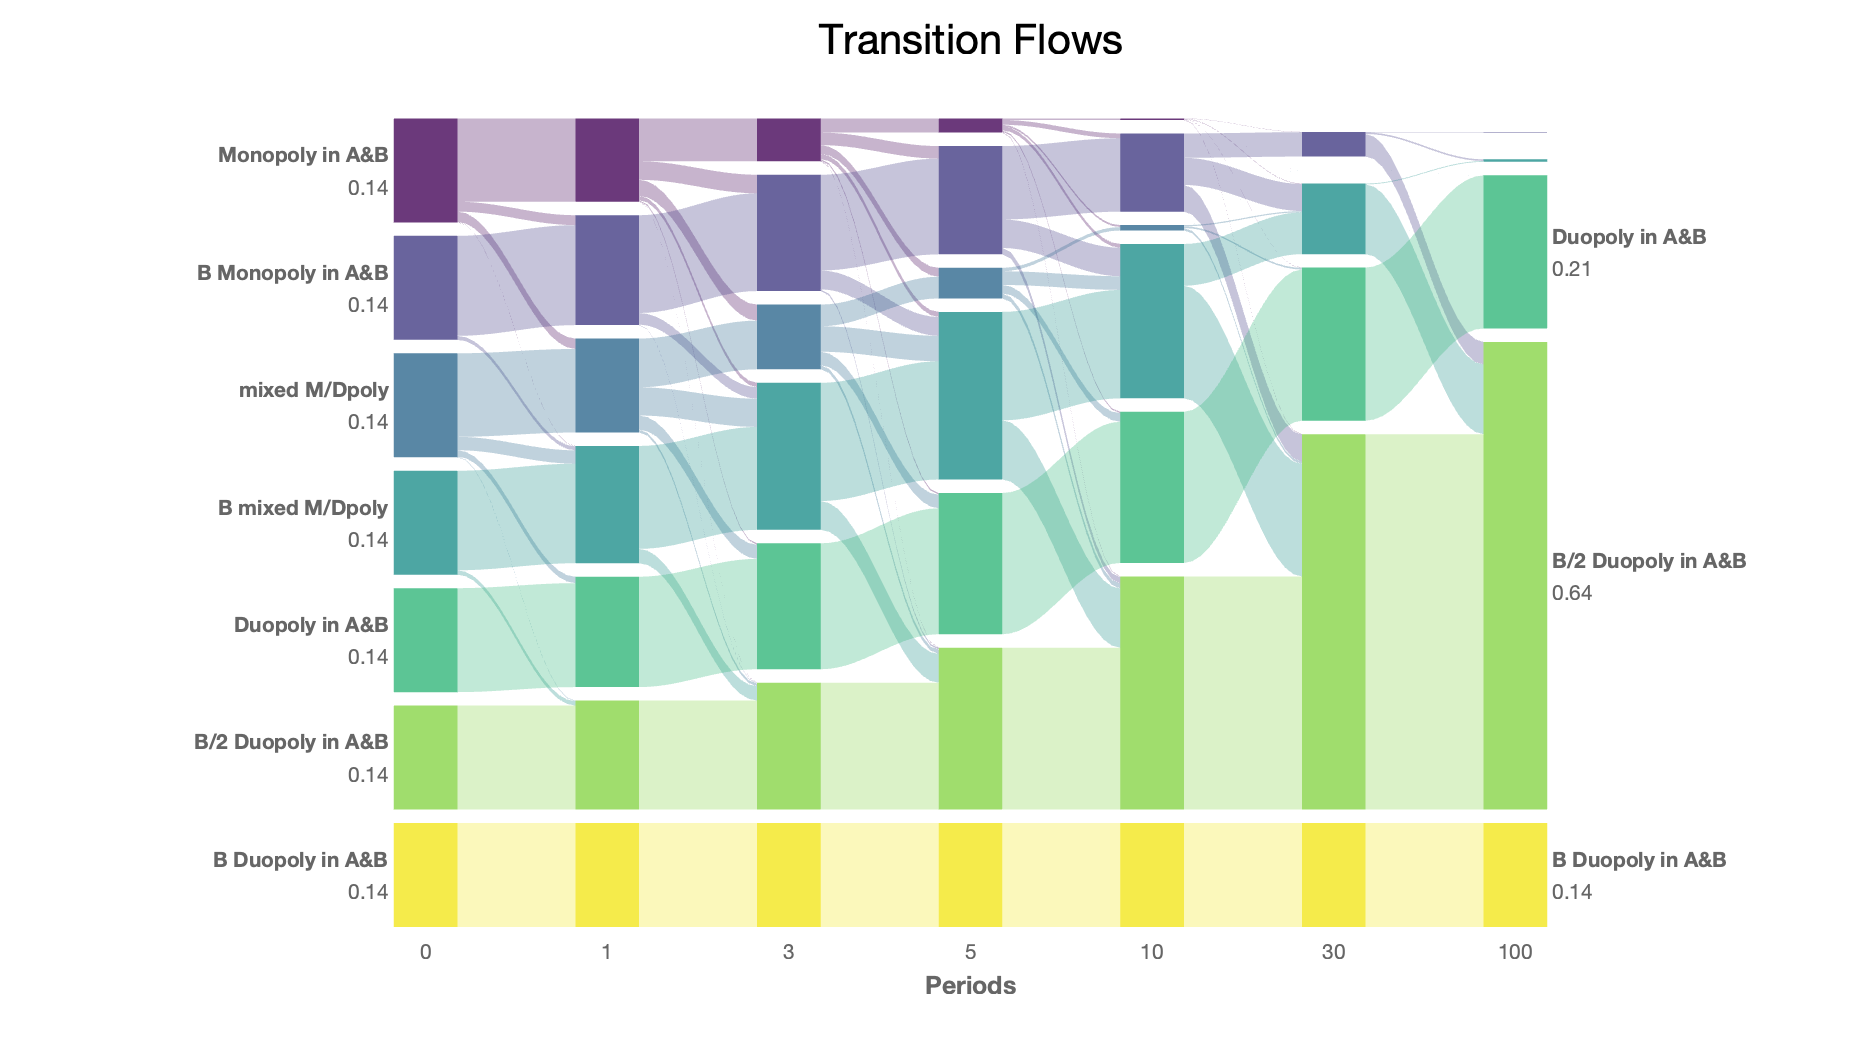 Transition Flows
Monopoly in A&B
0.14
B Monopoly in A&B
0.14
mixed M/Dpoly
0.14
B mixed M/Dpoly
0.14
Duopoly in A&B
0.14
B/2 Duopoly in A&B
0.14
B Duopoly in A&B
0.14
Duopoly in A&B
0.21
B/2 Duopoly in A&B
0.64
B Duopoly in A&B
0.14
0 1 3 5 10 30 100
Periods